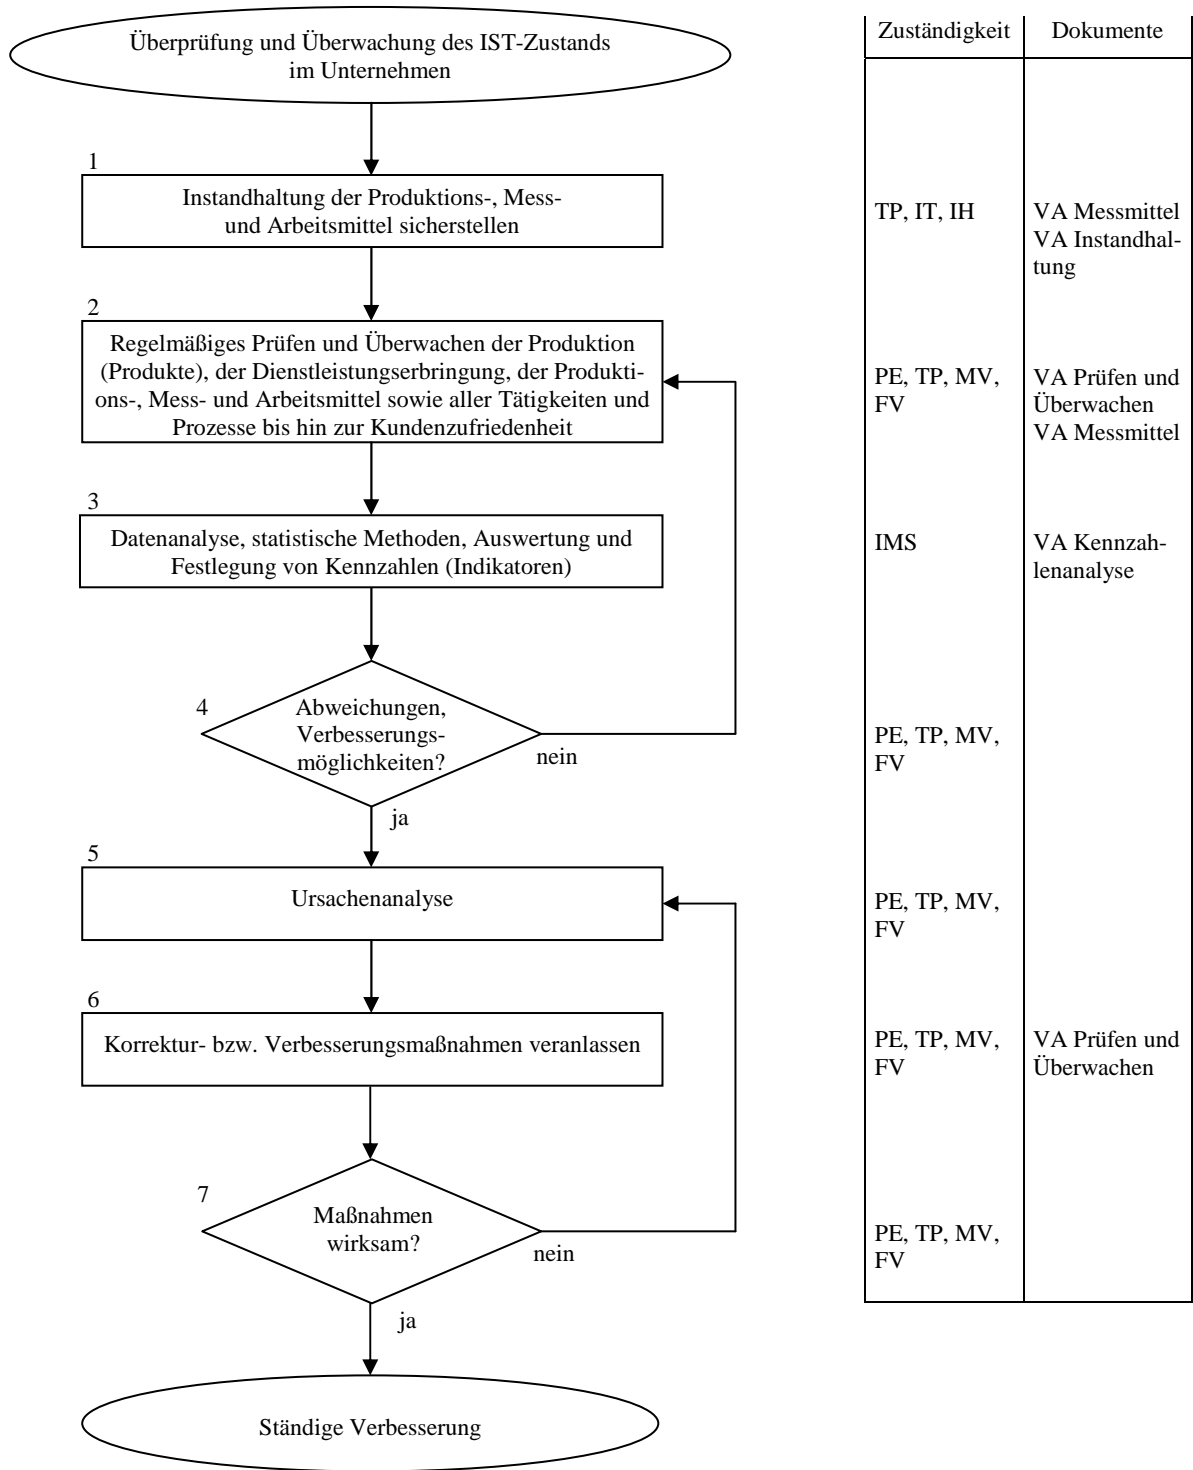 Überprüfung und Überwachung des IST-Zustands
im Unternehmen
Zuständigkeit
Dokumente
1
Instandhaltung der Produktions-, Mess-
und Arbeitsmittel sicherstellen
TP, IT, IH
VA Messmittel
VA Instandhal-
tung
2
Regelmäßiges Prüfen und Überwachen der Produktion
(Produkte), der Dienstleistungserbringung, der Produkti-
ons-, Mess- und Arbeitsmittel sowie aller Tätigkeiten und
Prozesse bis hin zur Kundenzufriedenheit
PE, TP, MV,
FV
VA Prüfen und
Überwachen
VA Messmittel
3
Datenanalyse, statistische Methoden, Auswertung und
Festlegung von Kennzahlen (Indikatoren)
IMS
VA Kennzah-
lenanalyse
4
Abweichungen,
Verbesserungs-
möglichkeiten?
nein
ja
PE, TP, MV,
FV
5
Ursachenanalyse
PE, TP, MV,
FV
6
Korrektur- bzw. Verbesserungsmaßnahmen veranlassen
PE, TP, MV,
FV
VA Prüfen und
Überwachen
7
Maßnahmen
wirksam?
nein
ja
PE, TP, MV,
FV
Ständige Verbesserung